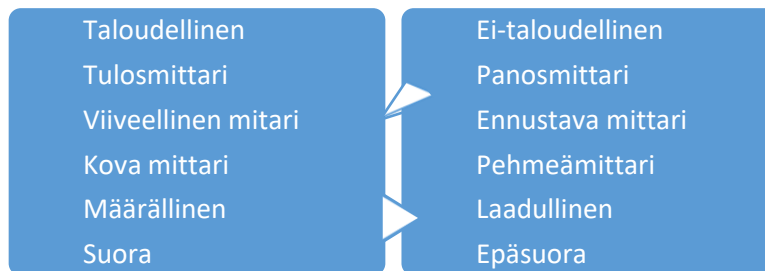 Taloudellinen
Tulosmittari
Viiveellinen mitari
Kova mittari
Määrällinen
Suora
Ei-taloudellinen
Panosmittari
Ennustava mittari
Pehmeämittari
Laadullinen
Epäsuora